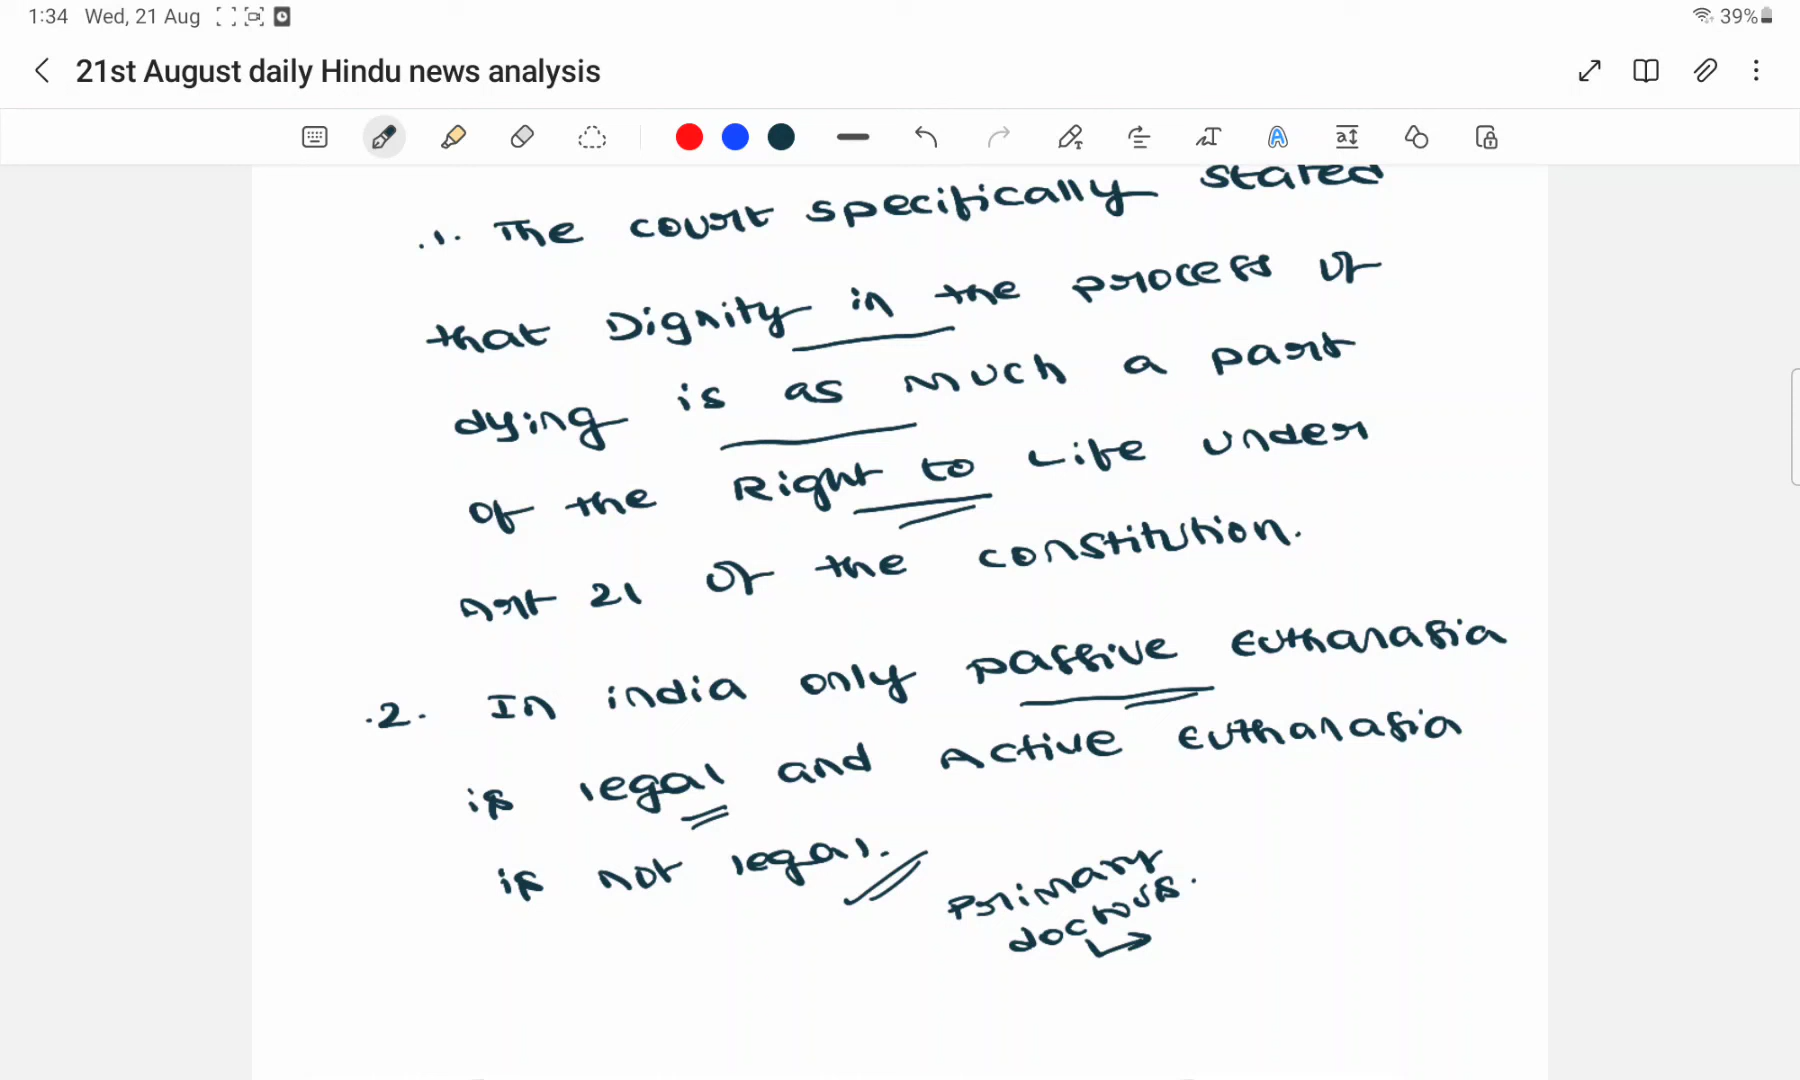 1:34 Wed, 21 Aug
39%
21st August daily Hindu news analysis
.1. The court specifically stated
that Dignity in the process of
dying is as much a part
of the Right to Life under
Art 21 of the constitution.
.2. In india only passive Euthanasia
is legal and Active Euthanasia
is not legal.
Primary
doctors.